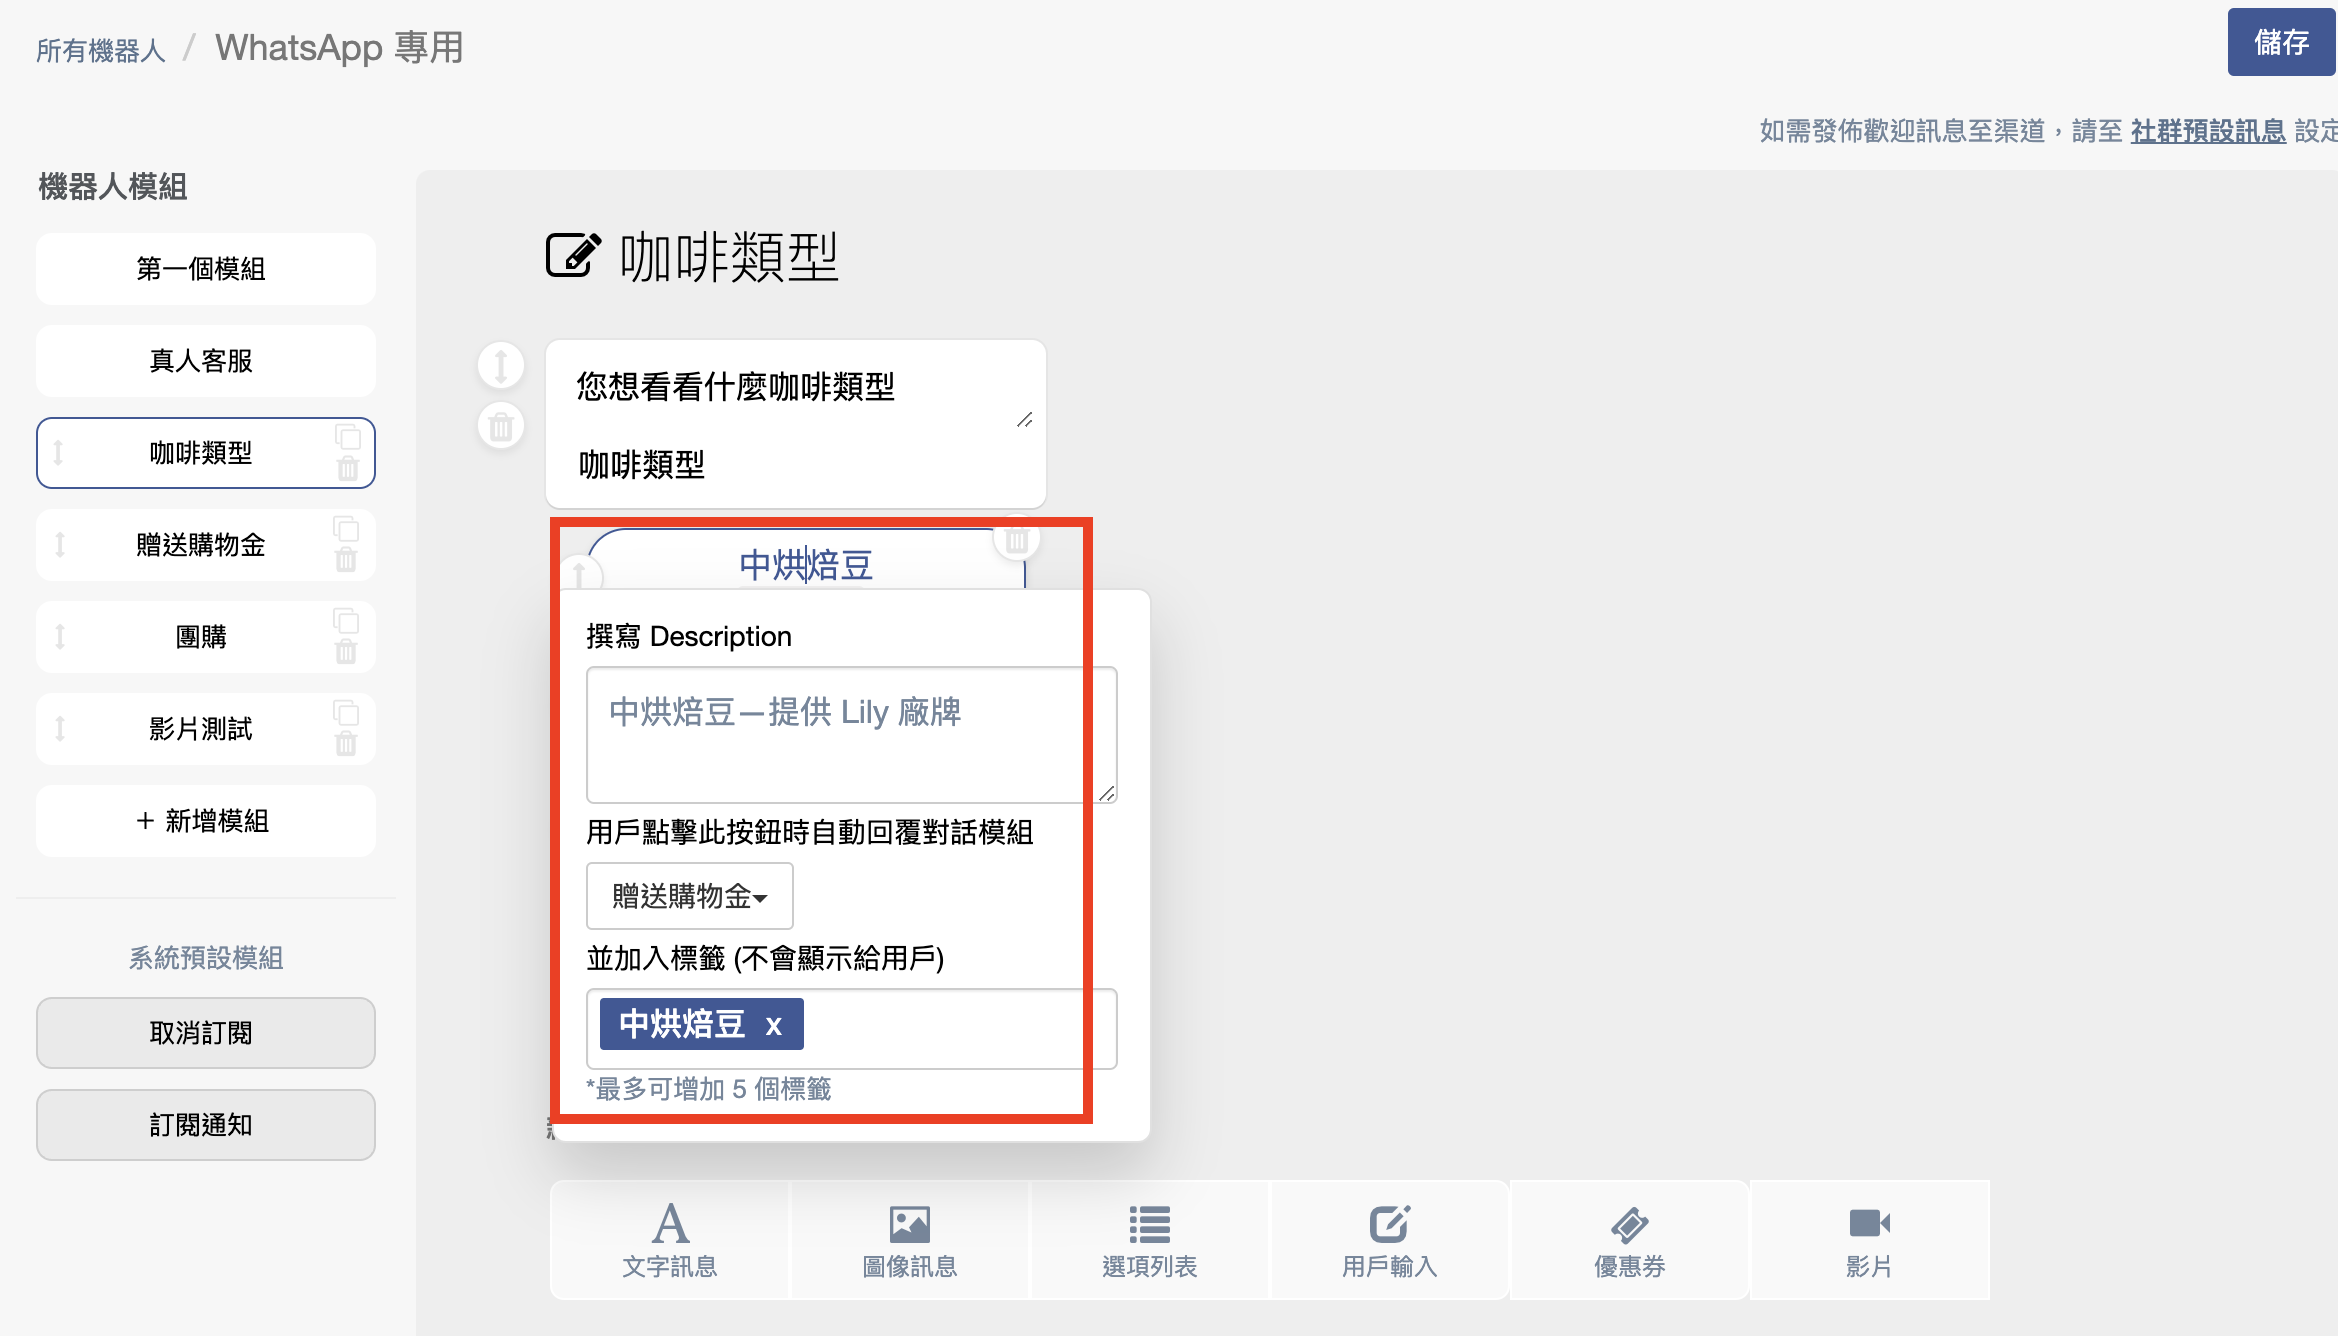 所有機器人 / WhatsApp 專用
儲存
如需發佈歡迎訊息至渠道，請至 社群預設訊息 設定
機器人模組
第一個模組
真人客服
咖啡類型
贈送購物金
團購
影片測試
+ 新增模組
系統預設模組
取消訂閱
訂閱通知
咖啡類型
您想看看什麼咖啡類型
咖啡類型
中烘焙豆
撰寫 Description
中烘焙豆—提供 Lily 廠牌
用戶點擊此按鈕時自動回覆對話模組
贈送購物金
並加入標籤 (不會顯示給用戶)
中烘焙豆 x
*最多可增加 5 個標籤
文字訊息
圖像訊息
選項列表
用戶輸入
優惠券
影片